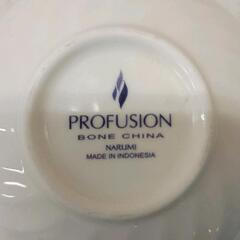 PROFUSION
BONE CHINA
NARUMI
MADE IN INDONESIA